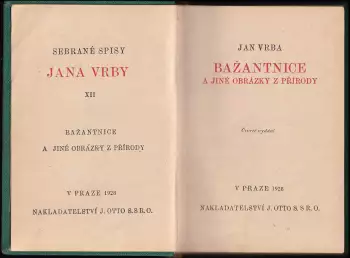 SEBRANÉ SPISY
JANA VRBY
XII
BAŽANTNICE
A JINÉ OBRÁZKY Z PŘÍRODY
V PRAZE 1928
NAKLADATELSTVÍ J. OTTO S. S R. O.
JAN VRBA
BAŽANTNICE
A JINÉ OBRÁZKY Z PŘÍRODY
vydání
V PRAZE 1928
NAKLADATELSTVÍ J. OTTO S S R. O.